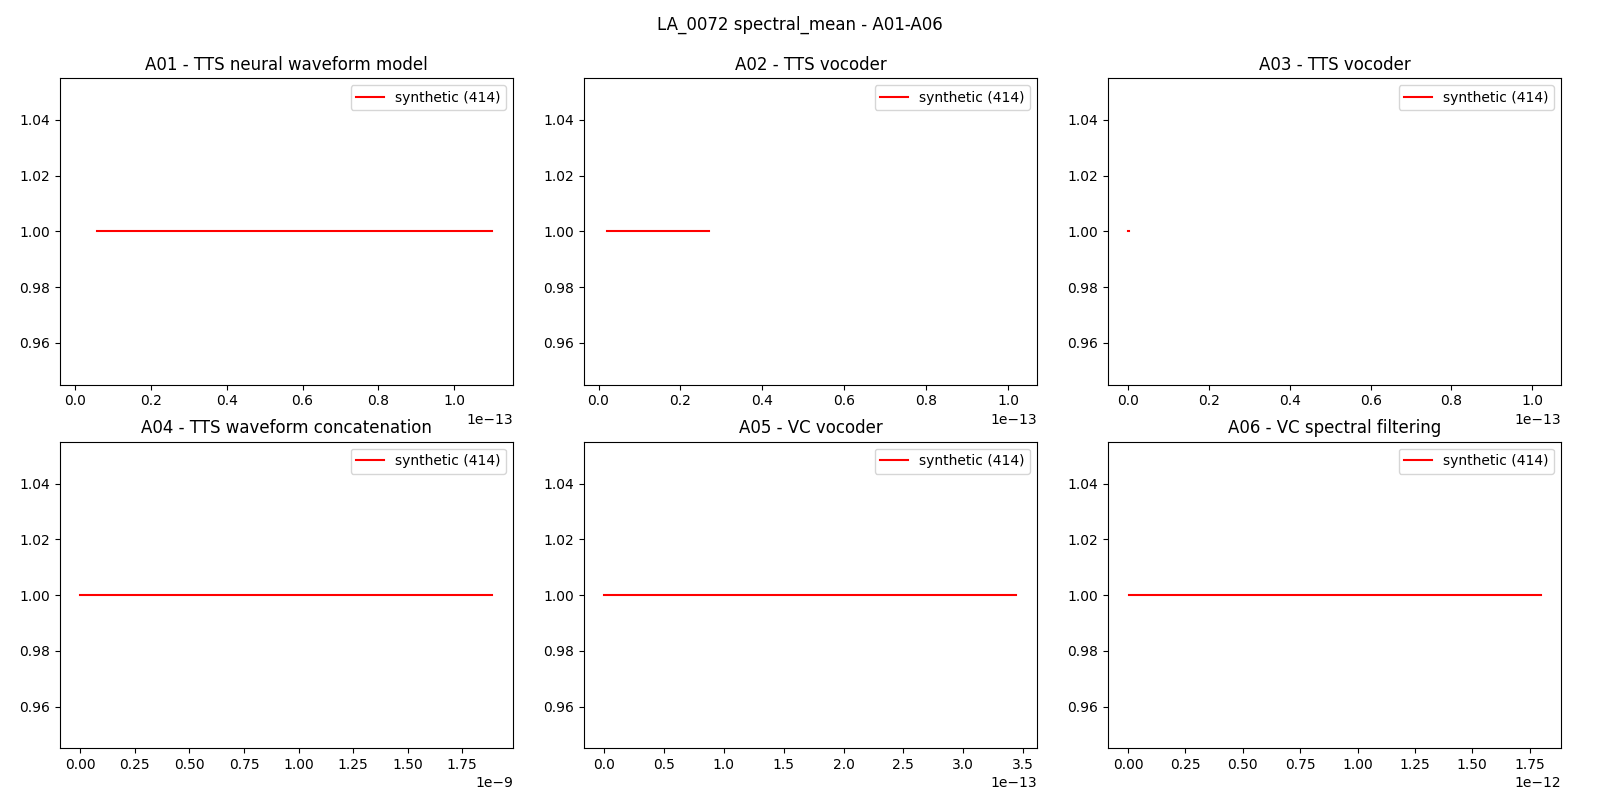 LA_0072 spectral_mean - A01-A06
A01 - TTS neural waveform model
synthetic (414)
1.04
1.02
1.00
0.98
0.96
0.0 0.2 0.4 0.6 0.8 1.0
1e−13
A02 - TTS vocoder
synthetic (414)
1.04
1.02
1.00
0.98
0.96
0.0 0.2 0.4 0.6 0.8 1.0
1e−13
A03 - TTS vocoder
synthetic (414)
1.04
1.02
1.00
0.98
0.96
0.0 0.2 0.4 0.6 0.8 1.0
1e−13
A04 - TTS waveform concatenation
synthetic (414)
1.04
1.02
1.00
0.98
0.96
0.00 0.25 0.50 0.75 1.00 1.25 1.50 1.75
1e−9
A05 - VC vocoder
synthetic (414)
1.04
1.02
1.00
0.98
0.96
0.0 0.5 1.0 1.5 2.0 2.5 3.0 3.5
1e−13
A06 - VC spectral filtering
synthetic (414)
1.04
1.02
1.00
0.98
0.96
0.00 0.25 0.50 0.75 1.00 1.25 1.50 1.75
1e−12